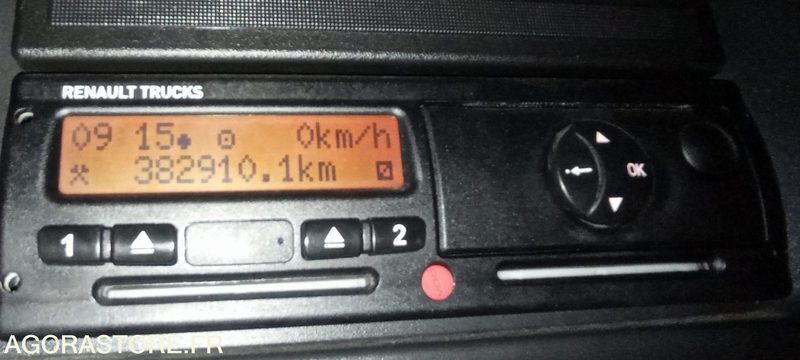 RENAULT TRUCKS
09 15 0km/h
382910.1km
1 2
OK
AGORASTORE.FR